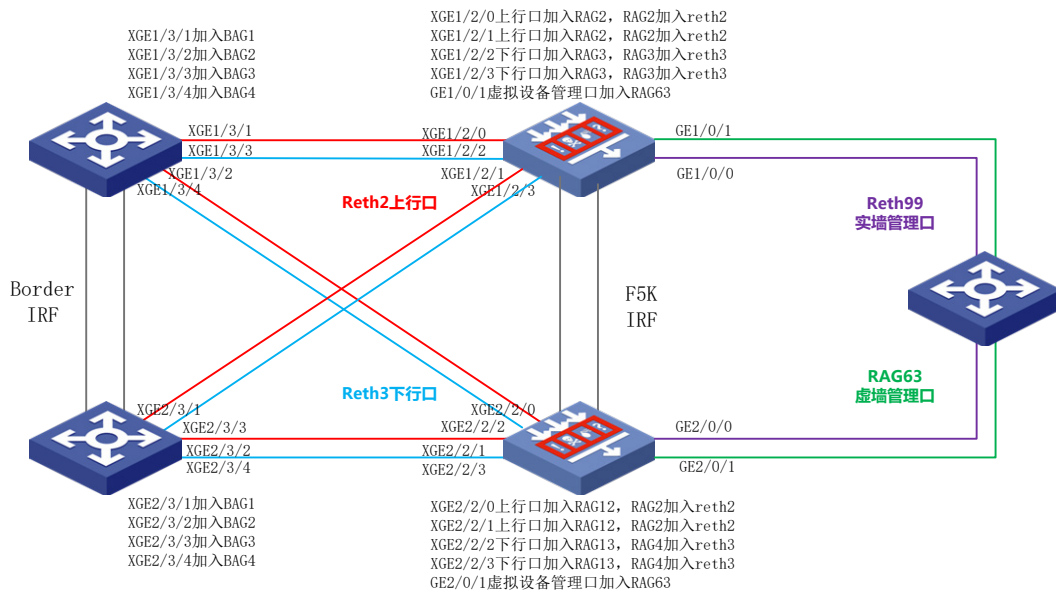 XGE1/3/1加入BAG1
XGE1/3/2加入BAG2
XGE1/3/3加入BAG3
XGE1/3/4加入BAG4
XGE1/2/0上行口加入RAG2，RAG2加入reth2
XGE1/2/1上行口加入RAG2，RAG2加入reth2
XGE1/2/2下行口加入RAG3，RAG3加入reth3
XGE1/2/3下行口加入RAG3，RAG3加入reth3
GE1/0/1虚拟设备管理口加入RAG63
XGE1/3/1
XGE1/3/3
XGE1/3/2
XGE1/3/4
XGE1/2/0
XGE1/2/2
XGE1/2/1
XGE1/2/3
GE1/0/1
GE1/0/0
Reth2上行口
Reth99
实墙管理口
Border
IRF
F5K
IRF
Reth3下行口
RAG63
虚墙管理口
XGE2/3/1
XGE2/3/3
XGE2/3/2
XGE2/3/4
XGE2/2/0
XGE2/2/2
XGE2/2/1
XGE2/2/3
GE2/0/0
GE2/0/1
XGE2/3/1加入BAG1
XGE2/3/2加入BAG2
XGE2/3/3加入BAG3
XGE2/3/4加入BAG4
XGE2/2/0上行口加入RAG12，RAG2加入reth2
XGE2/2/1上行口加入RAG12，RAG2加入reth2
XGE2/2/2下行口加入RAG13，RAG4加入reth3
XGE2/2/3下行口加入RAG13，RAG4加入reth3
GE2/0/1虚拟设备管理口加入RAG63